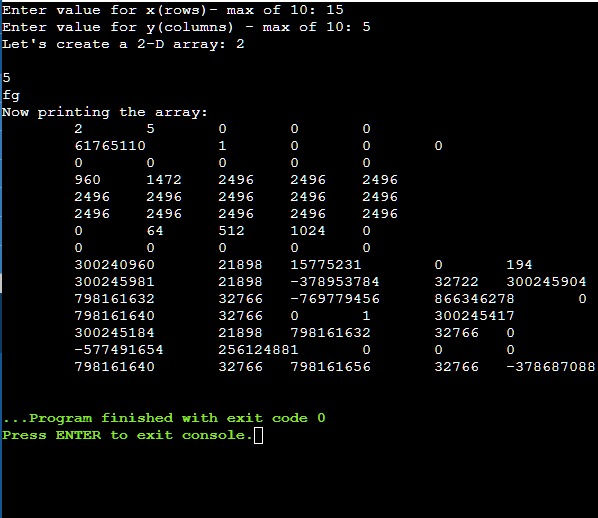 Enter value for x(rows)- max of 10: 15
Enter value for y(columns) - max of 10: 5
Let's create a 2-D array: 2
5
fg
Now printing the array:
2 5 0 0 0
61765110 1 0 0 0
0 0 0 0 0
960 1472 2496 2496 2496
2496 2496 2496 2496 2496
2496 2496 2496 2496 2496
0 64 512 1024 0
0 0 0 0 0
300240960 21898 15775231 0 194
300245981 21898 -378953784 32722 300245904
798161632 32766 -769779456 866346278 0
798161640 32766 0 1 300245417
300245184 21898 798161632 32766 0
-577491654 256124881 0 0 0
798161640 32766 798161656 32766 -378687088
...Program finished with exit code 0
Press ENTER to exit console.